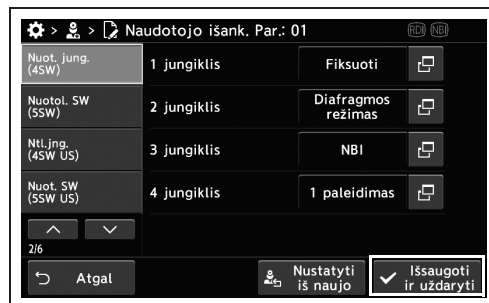 > > Naudotojo išank. Par.: 01 RDI NBI
Nuot. jung.
(4SW)
1 jungiklis Fiksuoti
Nuotol. SW
(5SW)
2 jungiklis Diafragmos
režimas
Ntl.jng.
(4SW US)
3 jungiklis NBI
Nuot. SW
(5SW US)
4 jungiklis 1 paleidimas
2/6
Atgal
Nustatyti
iš naujo
Išsaugoti
ir uždaryti